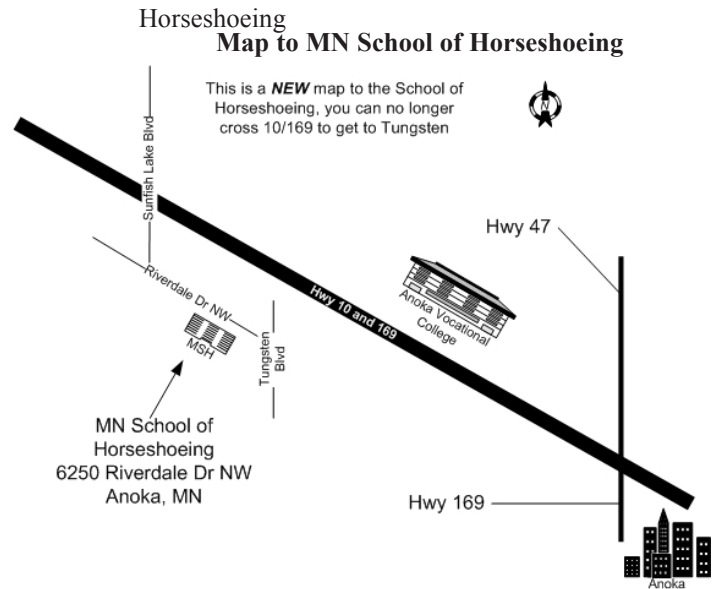 Horseshoeing
Map to MN School of Horseshoeing
This is a NEW map to the School of
Horseshoeing, you can no longer
cross 10/169 to get to Tungsten
N
Sunfish Lake Blvd
Hwy 47
Riverdale Dr NW
Hwy 10 and 169
Anoka Vocational
College
MSH
Tungsten
Blvd
MN School of
Horseshoeing
6250 Riverdale Dr NW
Anoka, MN
Hwy 169
Anoka